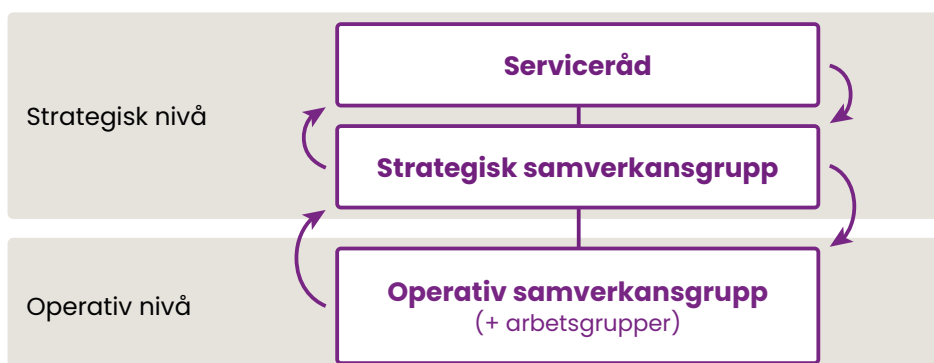 Serviceråd
Strategisk nivå
Strategisk samverkansgrupp
Operativ samverkansgrupp
Operativ nivå
(+ arbetsgrupper)